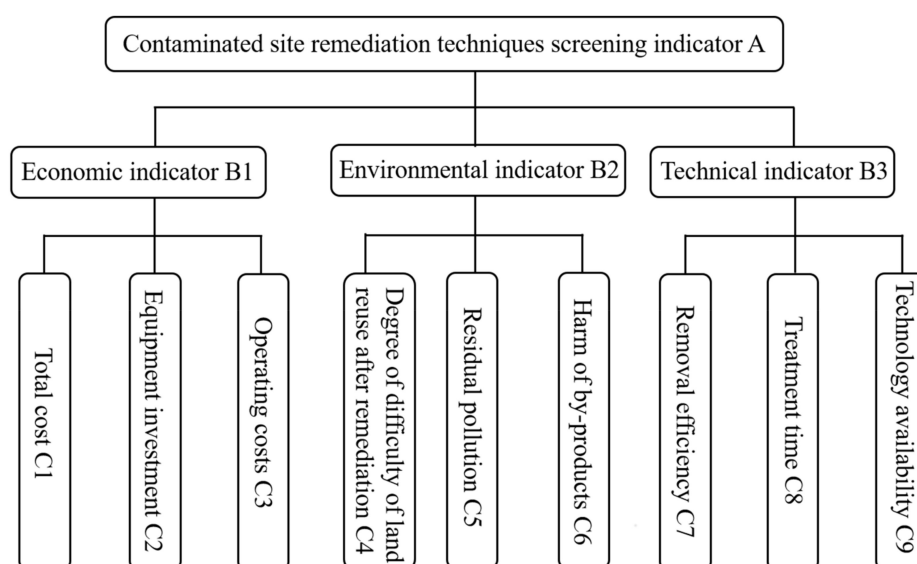 Contaminated site remediation techniques screening indicator A
Economic indicator B1
Environmental indicator B2
Technical indicator B3
Total cost C1
Equipment investment C2
Operating costs C3
Degree of difficulty of land
reuse after remediation C4
Residual pollution C5
Harm of by-products C6
Removal efficiency C7
Treatment time C8
Technology availability C9